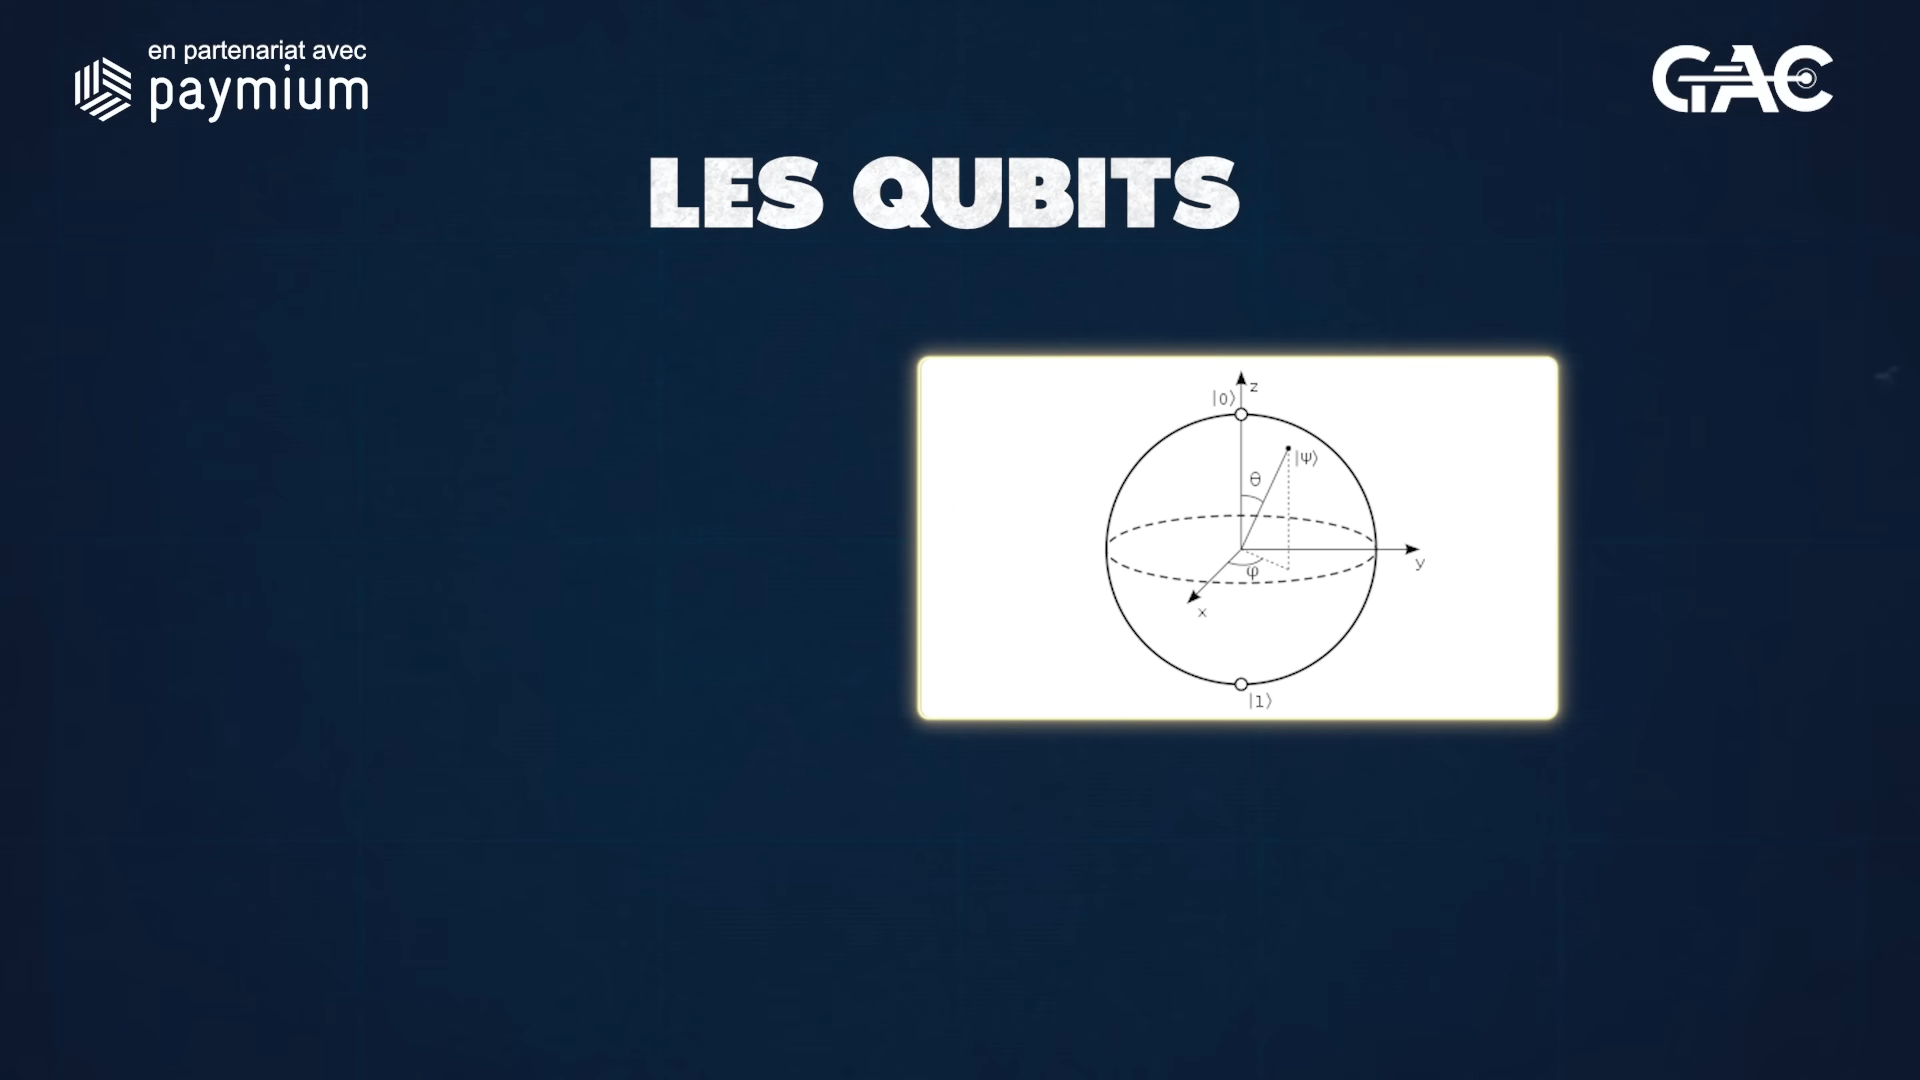 en partenariat avec
paymium
GAC
LES QUBITS
z
|0⟩
|Ψ⟩
θ
φ
y
x
|1⟩